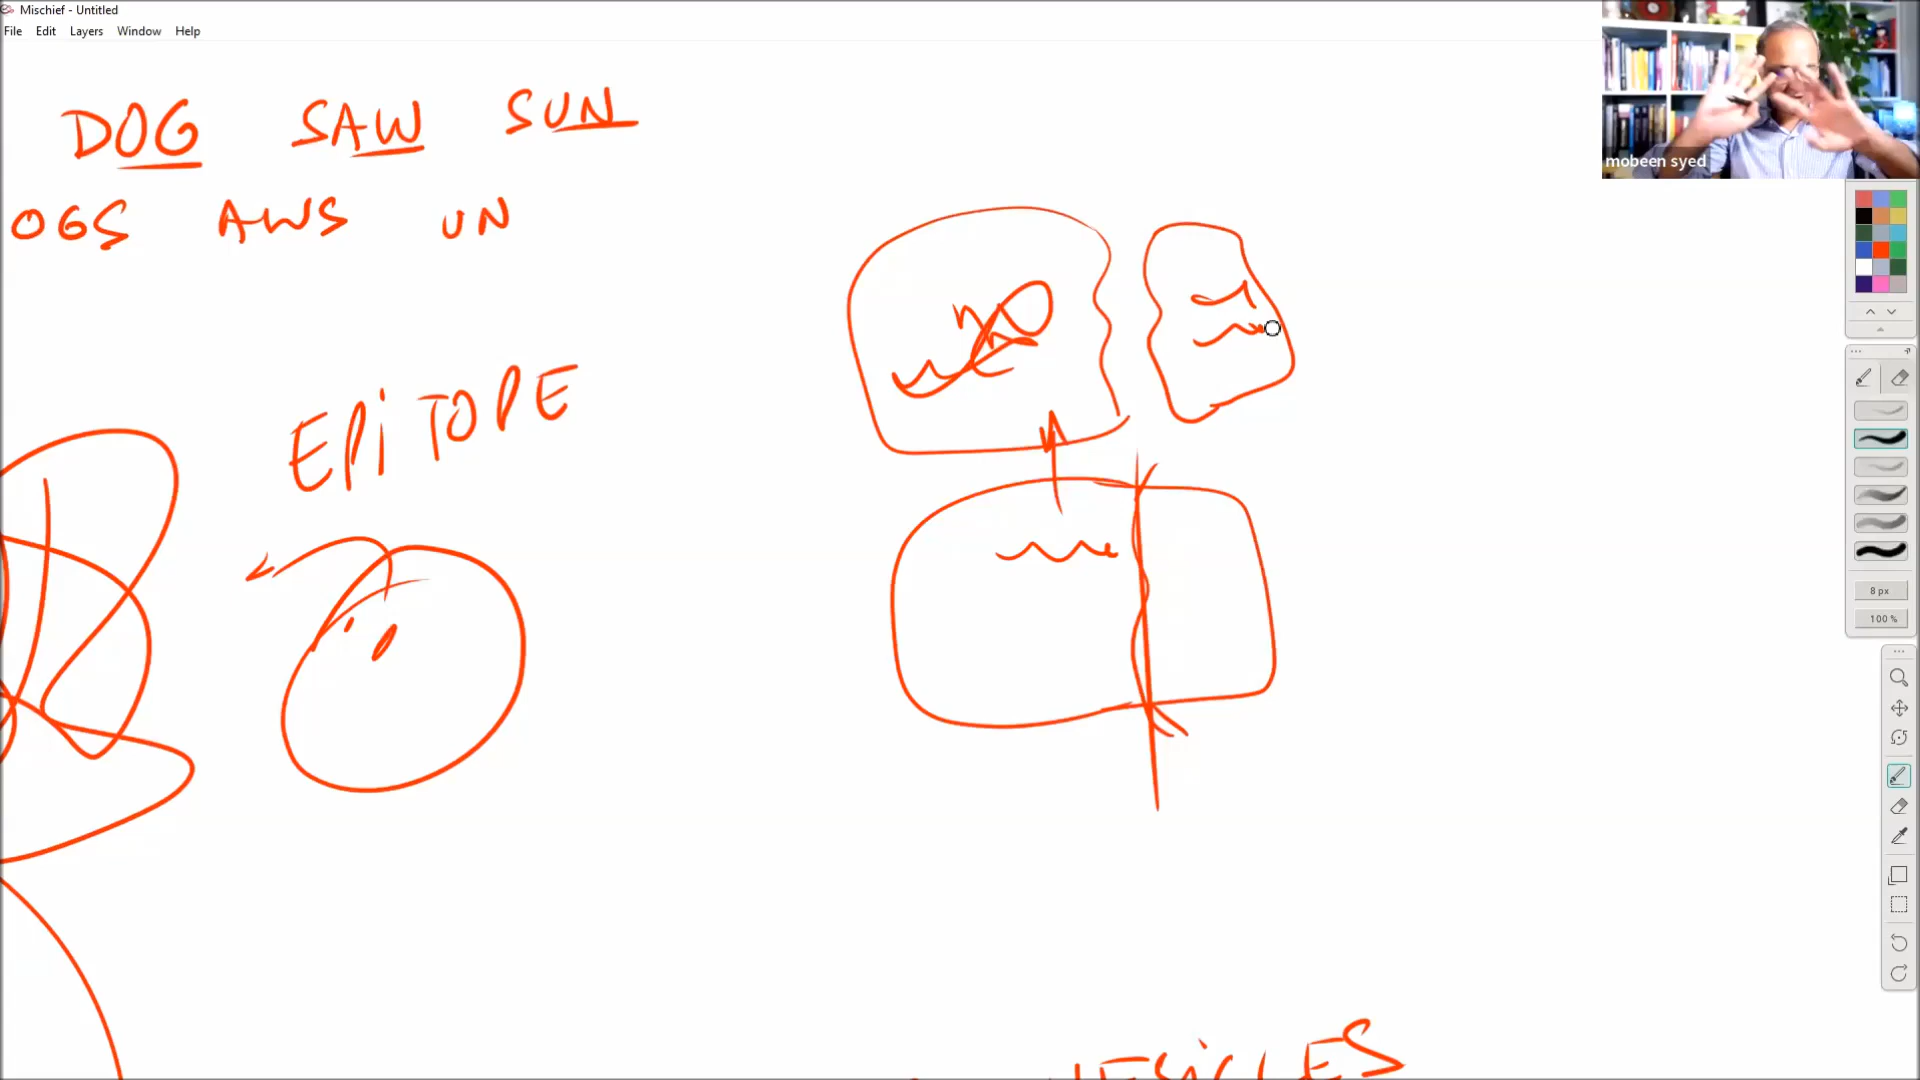 Mischief - Untitled
File Edit Layers Window Help
mobeen syed
DOG SAW SUN
OGS AWS UN
EPITOPE
8 px
100 %
VESICLES